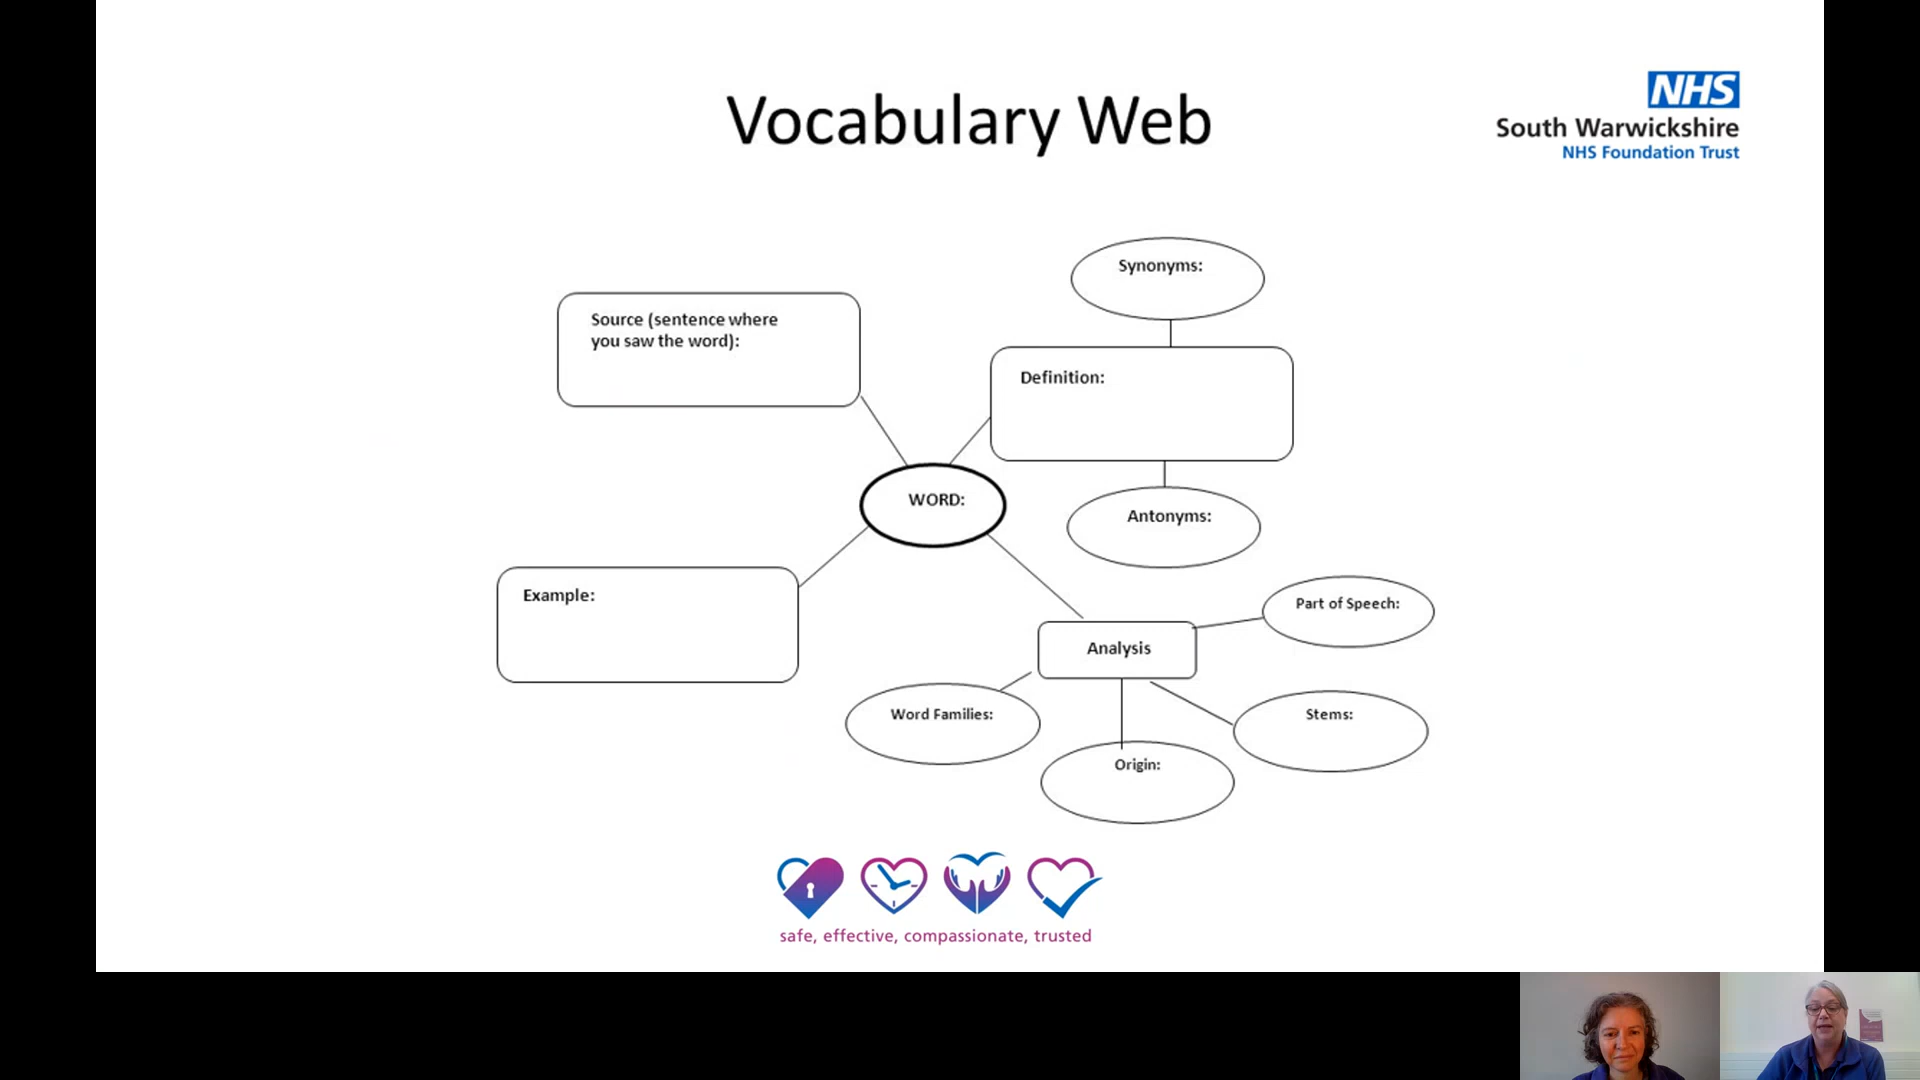 Vocabulary Web
NHS
South Warwickshire
NHS Foundation Trust
Synonyms:
Source (sentence where
you saw the word):
Definition:
WORD:
Antonyms:
Example:
Part of Speech:
Analysis
Word Families:
Stems:
Origin:
safe, effective, compassionate, trusted